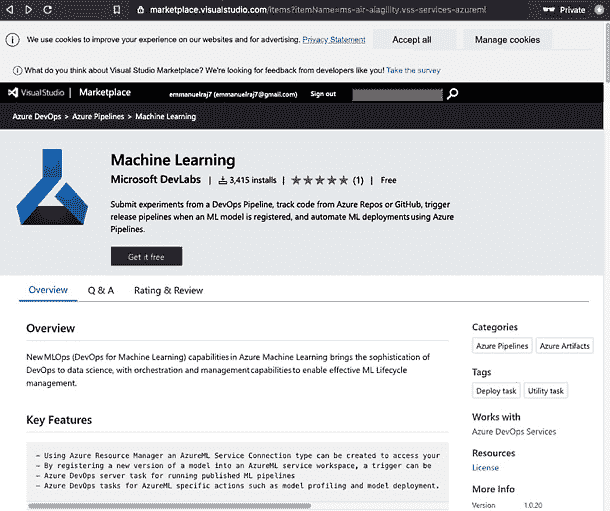 marketplace.visualstudio.com/items?itemName=ms-air-aiagility.vss-services-azureml
Private
We use cookies to improve your experience on our websites and for advertising. Privacy Statement
Accept all
Manage cookies
What do you think about Visual Studio Marketplace? We're looking for feedback from developers like you! Take the survey
VisualStudio | Marketplace
emmanuelraj7 (emmanuelraj7@gmail.com)
Sign out
Azure DevOps > Azure Pipelines > Machine Learning
Machine Learning
Microsoft DevLabs | 3,415 installs | ★★★★★ (1) | Free
Submit experiments from a DevOps Pipeline, track code from Azure Repos or GitHub, trigger
release pipelines when an ML model is registered, and automate ML deployments using Azure
Pipelines.
Get it free
Overview
Q & A
Rating & Review
Overview
New MLOps (DevOps for Machine Learning) capabilities in Azure Machine Learning brings the sophistication of
DevOps to data science, with orchestration and management capabilities to enable effective ML Lifecycle
management.
Key Features
- Using Azure Resource Manager an AzureML Service Connection type can be created to access your
- By registering a new version of a model into an AzureML service workspace, a trigger can be
- Azure DevOps server task for running published ML pipelines
- Azure DevOps tasks for AzureML specific actions such as model profiling and model deployment.
Categories
Azure Pipelines
Azure Artifacts
Tags
Deploy task
Utility task
Works with
Azure DevOps Services
Resources
License
More Info
Version 1.0.20